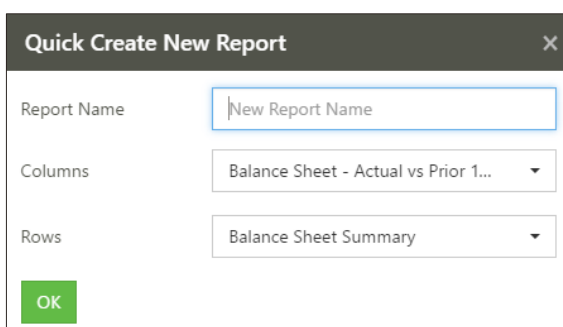 Quick Create New Report ×
Report Name New Report Name
Columns Balance Sheet - Actual vs Prior 1...
Rows Balance Sheet Summary
OK